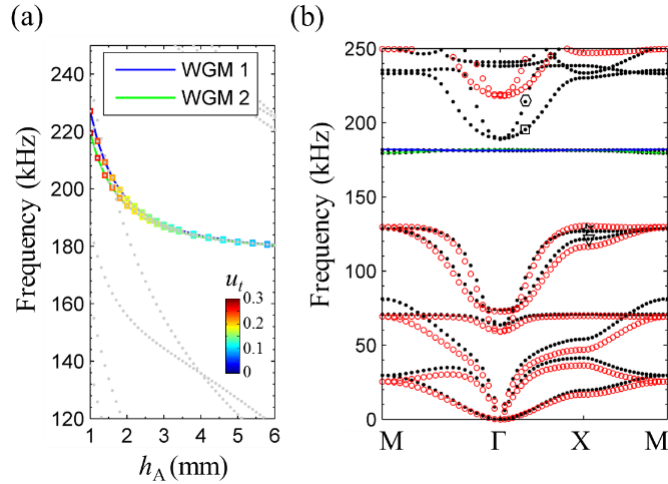 (a)
(b)
WGM 1
WGM 2
240
220
200
180
160
140
120
Frequency (kHz)
u_t
0.3
0.2
0.1
0
1 2 3 4 5 6
h_A (mm)
250
200
150
100
50
0
Frequency (kHz)
M Γ X M